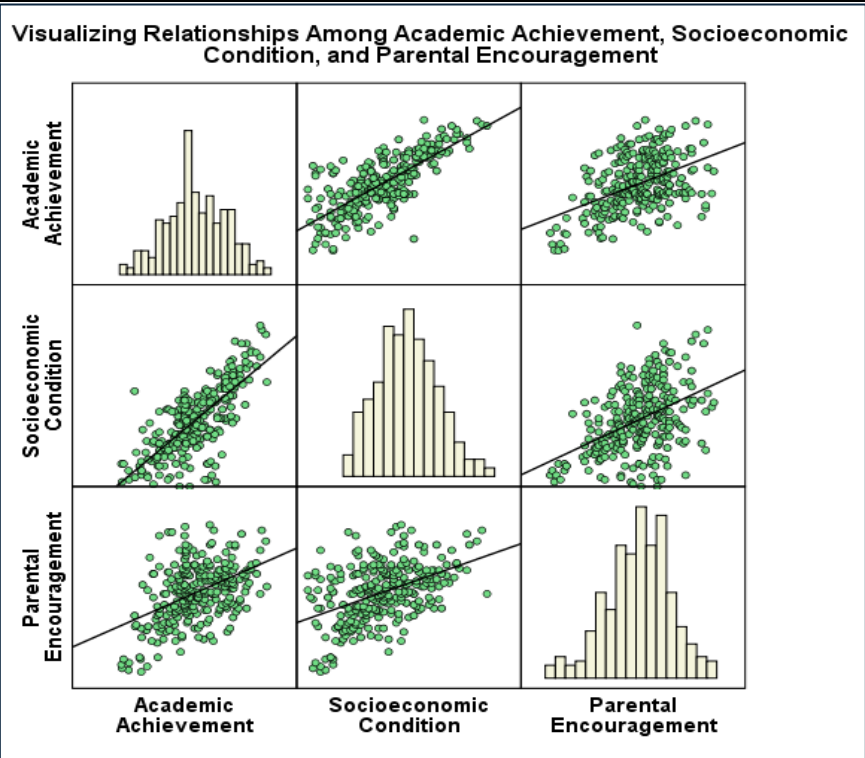 Visualizing Relationships Among Academic Achievement, Socioeconomic
Condition, and Parental Encouragement
Academic
Achievement
Socioeconomic
Condition
Parental
Encouragement
Academic
Achievement
Socioeconomic
Condition
Parental
Encouragement